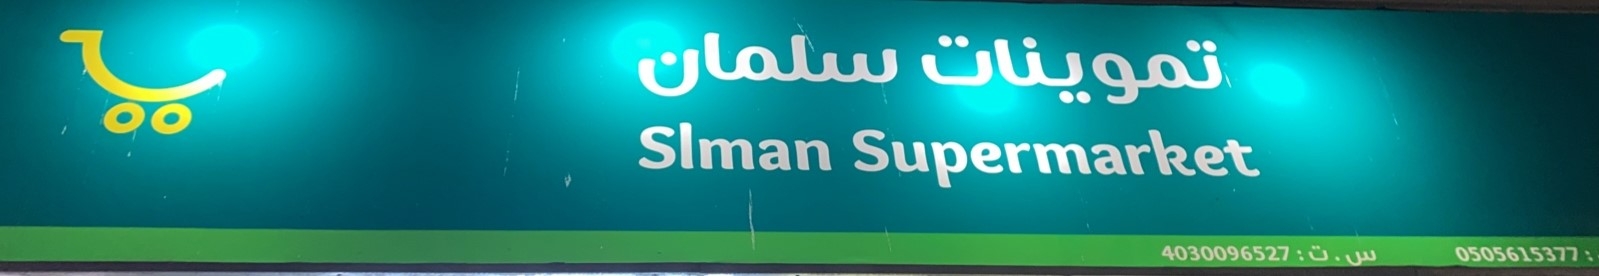 تموينات سلمان
Slman Supermarket
: 0505615377 س . ت : 4030096527